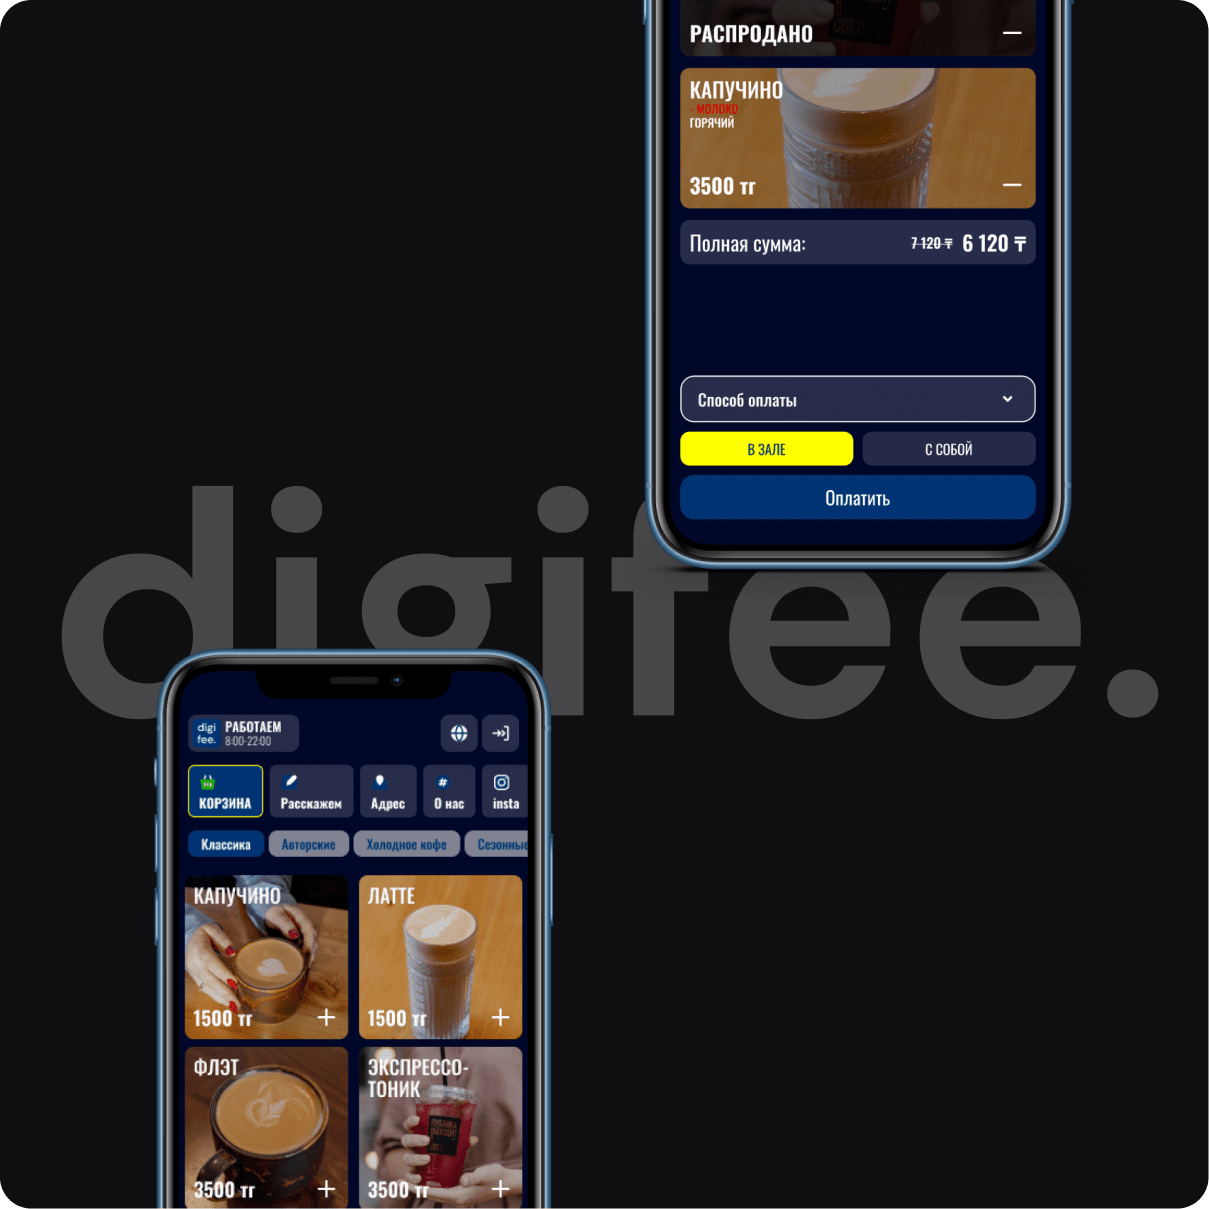 РАСПРОДАНО
КАПУЧИНО
- МОЛОКО
ГОРЯЧИЙ
3500 тг
Полная сумма: 7 120 ₸ 6 120 ₸
Способ оплаты
В ЗАЛЕ С СОБОЙ
Оплатить
digifee.
digi
fee.
РАБОТАЕМ
8:00-22:00
КОРЗИНА Расскажем Адрес О нас insta
Классика Авторские Холодное кофе Сезонные
КАПУЧИНО ЛАТТЕ
1500 тг 1500 тг
ФЛЭТ ЭКСПРЕССО-
ТОНИК
3500 тг 3500 тг